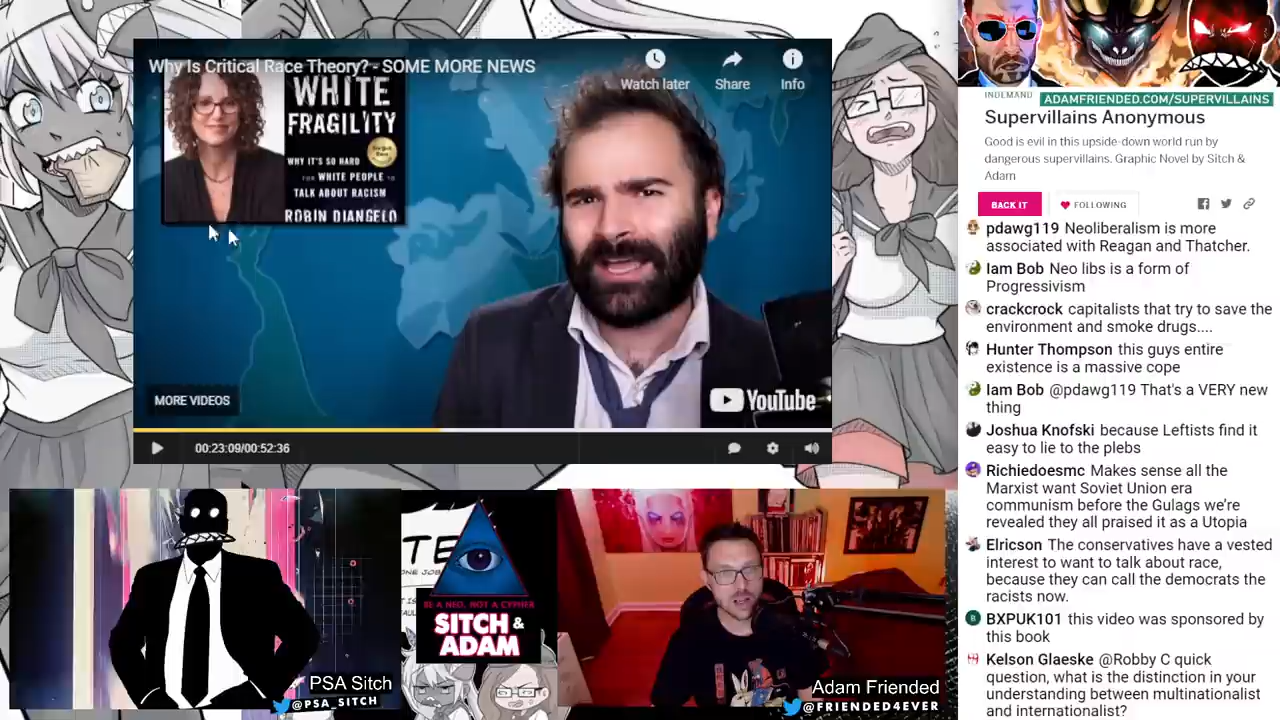 Why Is Critical Race Theory? - SOME MORE NEWS
Watch later
Share
Info
WHITE
FRAGILITY
WHY IT'S SO HARD
FOR WHITE PEOPLE TO
TALK ABOUT RACISM
ROBIN DIANGELO
MORE VIDEOS
YouTube
00:23:09/00:52:36
BE A NEO, NOT A CYPHER
SITCH &
ADAM
PSA Sitch
@PSA_SITCH
Adam Friended
@FRIENDED4EVER
INDEMAND
ADAMFRIENDED.COM/SUPERVILLAINS
Supervillains Anonymous
Good is evil in this upside-down world run by
dangerous supervillains. Graphic Novel by Sitch &
Adam
BACK IT
FOLLOWING
pdawg119 Neoliberalism is more
associated with Reagan and Thatcher.
Iam Bob Neo libs is a form of
Progressivism
crackcrock capitalists that try to save the
environment and smoke drugs....
Hunter Thompson this guys entire
existence is a massive cope
Iam Bob @pdawg119 That's a VERY new
thing
Joshua Knofski because Leftists find it
easy to lie to the plebs
Richiedoesmc Makes sense all the
Marxist want Soviet Union era
communism before the Gulags we're
revealed they all praised it as a Utopia
Elricson The conservatives have a vested
interest to want to talk about race,
because they can call the democrats the
racists now.
BXPUK101 this video was sponsored by
this book
Kelson Glaeske @Robby C quick
question, what is the distinction in your
understanding between multinationalist
and internationalist?